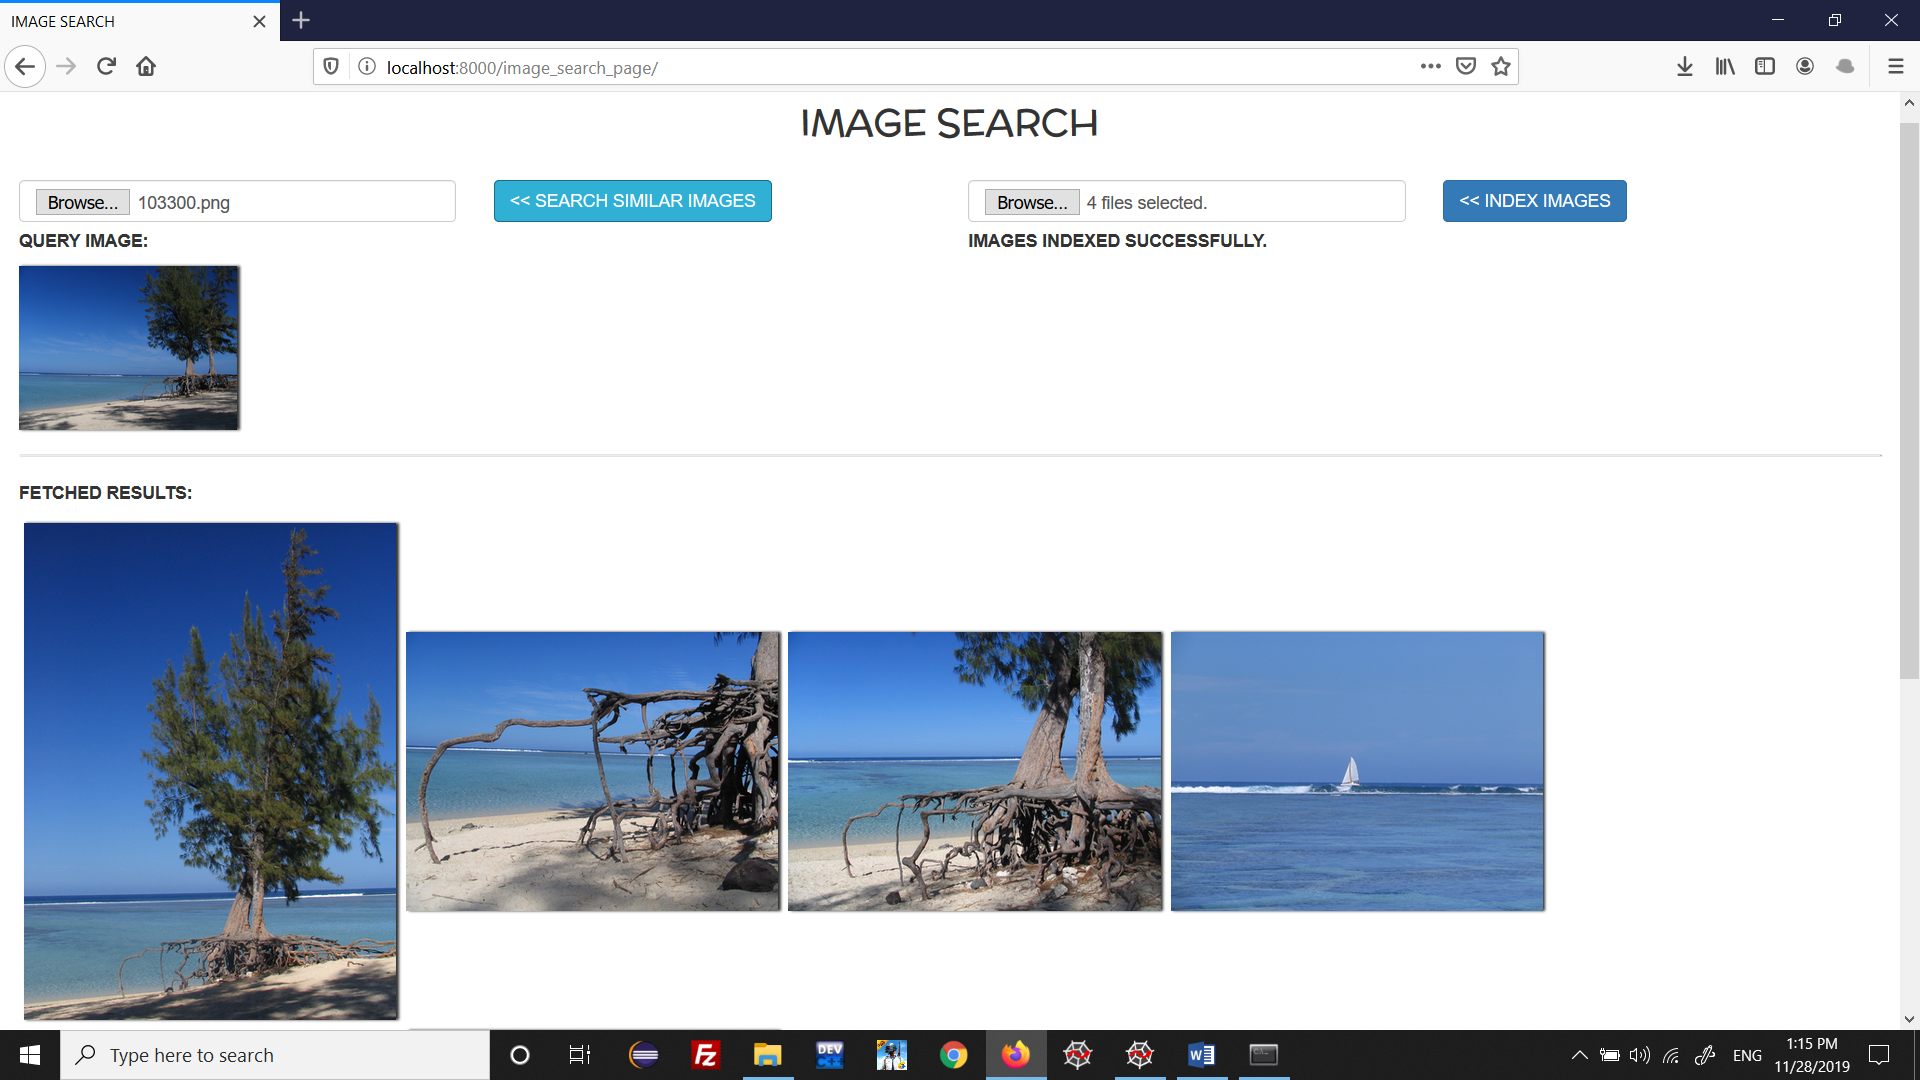 IMAGE SEARCH
localhost:8000/image_search_page/
IMAGE SEARCH
Browse... 103300.png
<< SEARCH SIMILAR IMAGES
Browse... 4 files selected.
<< INDEX IMAGES
QUERY IMAGE:
IMAGES INDEXED SUCCESSFULLY.
FETCHED RESULTS:
Type here to search
DEV
C++
ENG
1:15 PM
11/28/2019